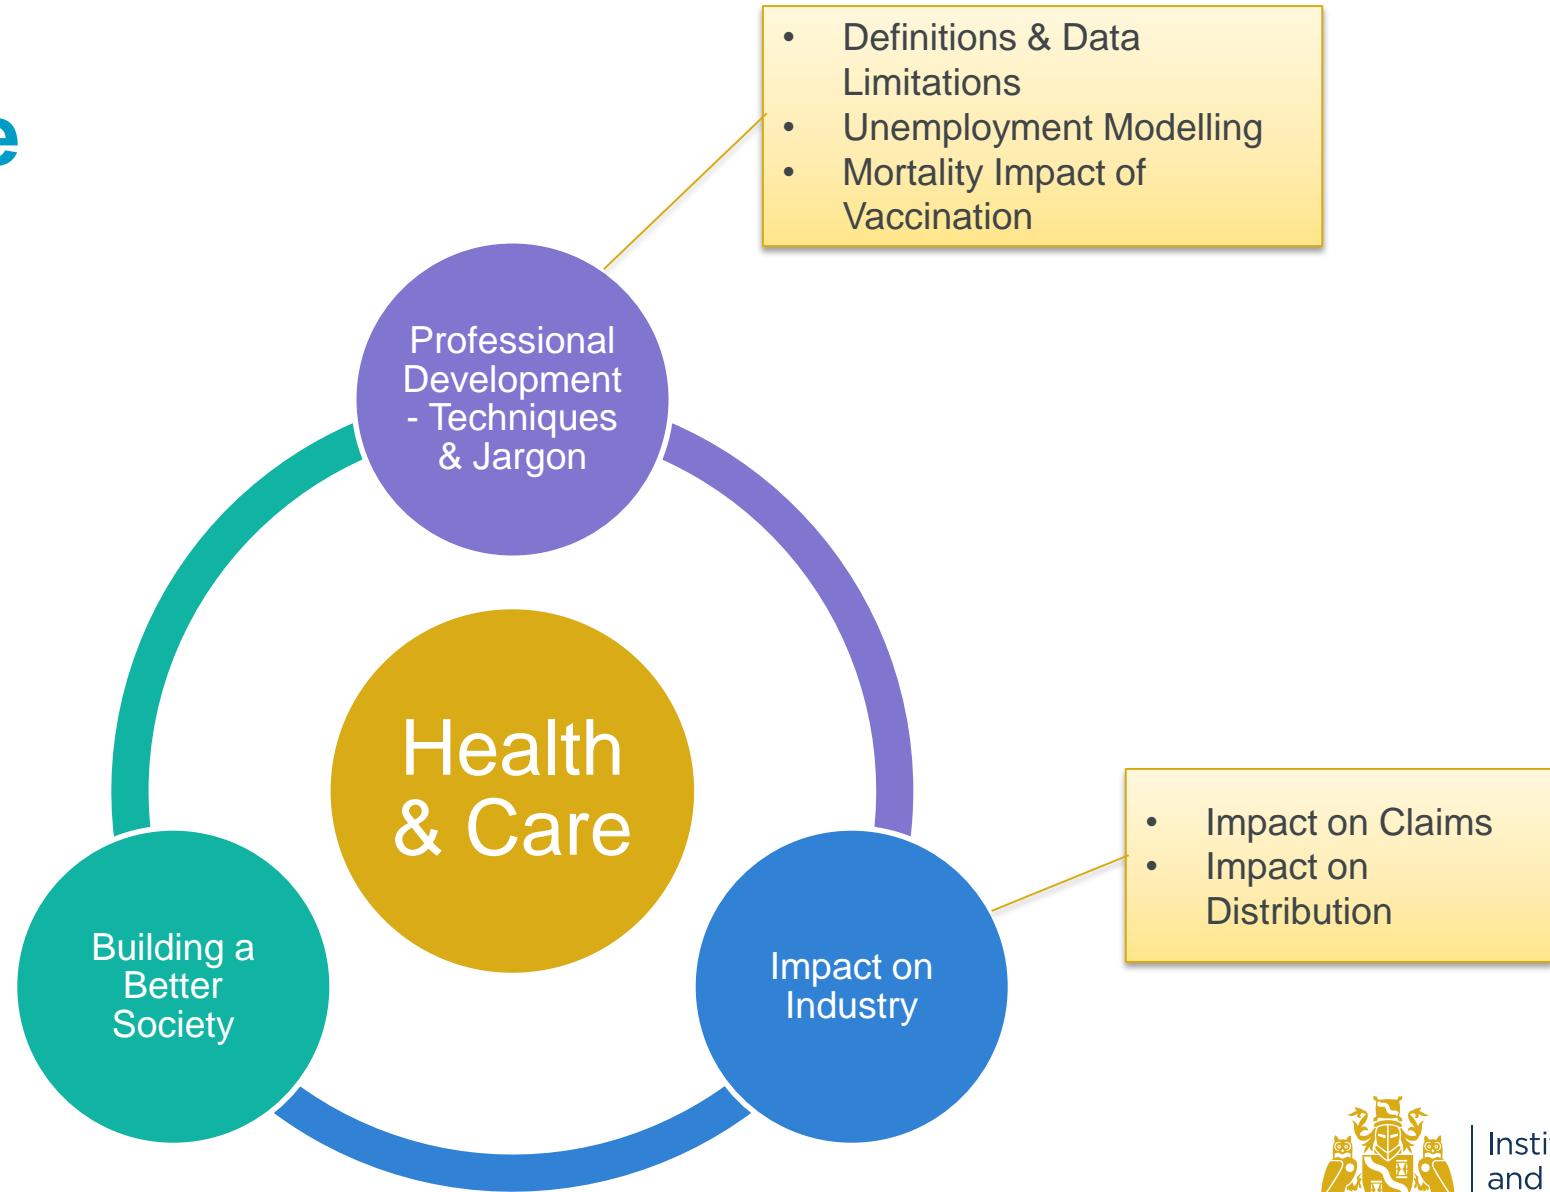 • Definitions & Data
Limitations
• Unemployment Modelling
• Mortality Impact of
Vaccination
Professional
Development
- Techniques
& Jargon
Health
& Care
• Impact on Claims
• Impact on
Distribution
Building a
Better
Society
Impact on
Industry
and